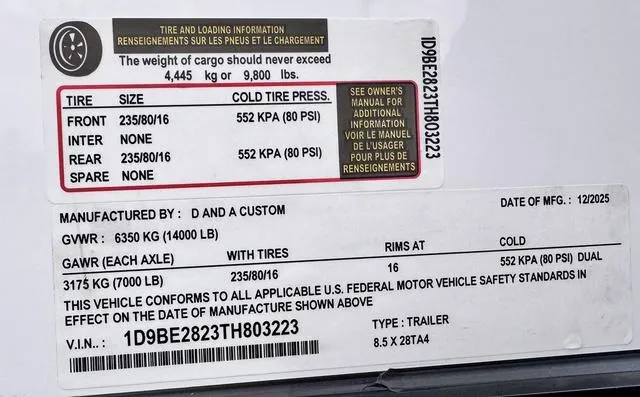 TIRE AND LOADING INFORMATION
RENSEIGNEMENTS SUR LES PNEUS ET LE CHARGEMENT
The weight of cargo should never exceed
4,445 kg or 9,800 lbs.
TIRE SIZE COLD TIRE PRESS.
FRONT 235/80/16 552 KPA (80 PSI)
INTER NONE
REAR 235/80/16 552 KPA (80 PSI)
SPARE NONE
SEE OWNER'S
MANUAL FOR
ADDITIONAL
INFORMATION
VOIR LE MANUEL
DE L'USAGER
POUR PLUS DE
RENSEIGNEMENTS
1D9BE2823TH803223
MANUFACTURED BY : D AND A CUSTOM DATE OF MFG. : 12/2025
GVWR : 6350 KG (14000 LB)
GAWR (EACH AXLE) WITH TIRES RIMS AT COLD
3175 KG (7000 LB) 235/80/16 16 552 KPA (80 PSI) DUAL
THIS VEHICLE CONFORMS TO ALL APPLICABLE U.S. FEDERAL MOTOR VEHICLE SAFETY STANDARDS IN
EFFECT ON THE DATE OF MANUFACTURE SHOWN ABOVE
V.I.N.. : 1D9BE2823TH803223 TYPE : TRAILER
8.5 X 28TA4